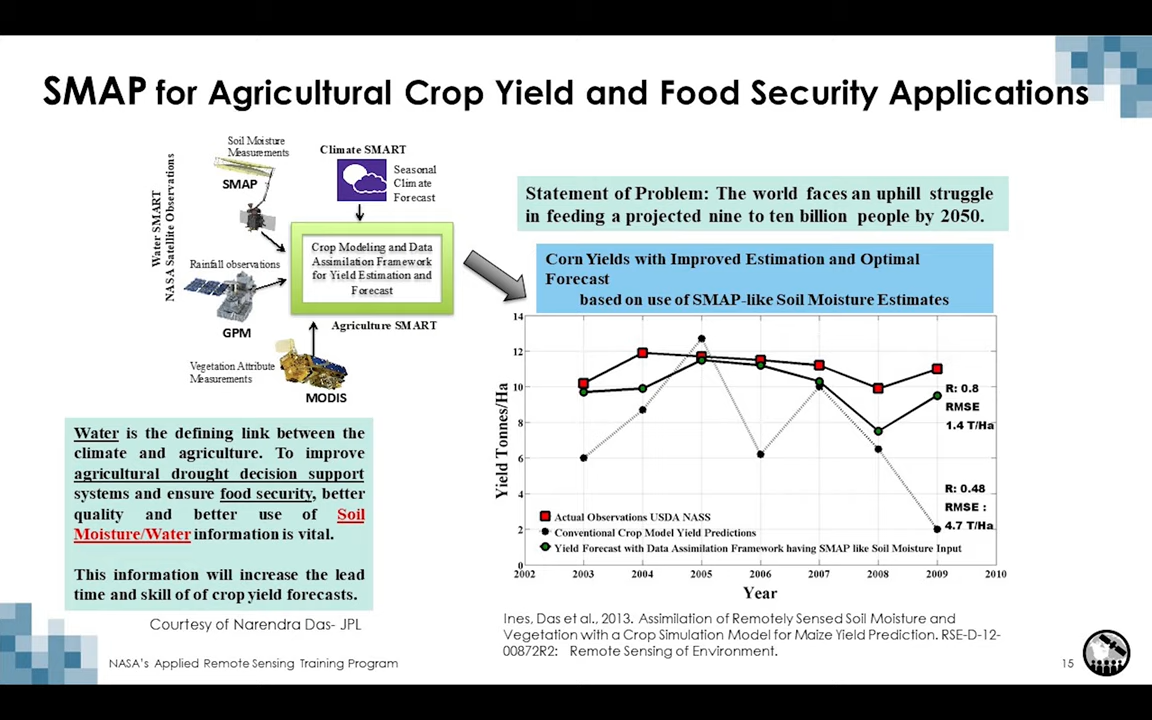 SMAP for Agricultural Crop Yield and Food Security Applications
Soil Moisture
Measurements
SMAP
Water SMART
NASA Satellite Observations
Climate SMART
Seasonal
Climate
Forecast
Rainfall observations
GPM
Crop Modeling and Data
Assimilation Framework
for Yield Estimation and
Forecast
Agriculture SMART
Vegetation Attribute
Measurements
MODIS
Water is the defining link between the
climate and agriculture. To improve
agricultural drought decision support
systems and ensure food security, better
quality and better use of Soil
Moisture/Water information is vital.
This information will increase the lead
time and skill of of crop yield forecasts.
Courtesy of Narendra Das- JPL
Statement of Problem: The world faces an uphill struggle
in feeding a projected nine to ten billion people by 2050.
Corn Yields with Improved Estimation and Optimal
Forecast
based on use of SMAP-like Soil Moisture Estimates
Yield Tonnes/Ha
14
12
10
8
6
4
2
0
R: 0.8
RMSE
1.4 T/Ha
R: 0.48
RMSE :
4.7 T/Ha
Actual Observations USDA NASS
Conventional Crop Model Yield Predictions
Yield Forecast with Data Assimilation Framework having SMAP like Soil Moisture Input
2002 2003 2004 2005 2006 2007 2008 2009 2010
Year
Ines, Das et al., 2013. Assimilation of Remotely Sensed Soil Moisture and
Vegetation with a Crop Simulation Model for Maize Yield Prediction. RSE-D-12-
00872R2: Remote Sensing of Environment.
NASA's Applied Remote Sensing Training Program
15